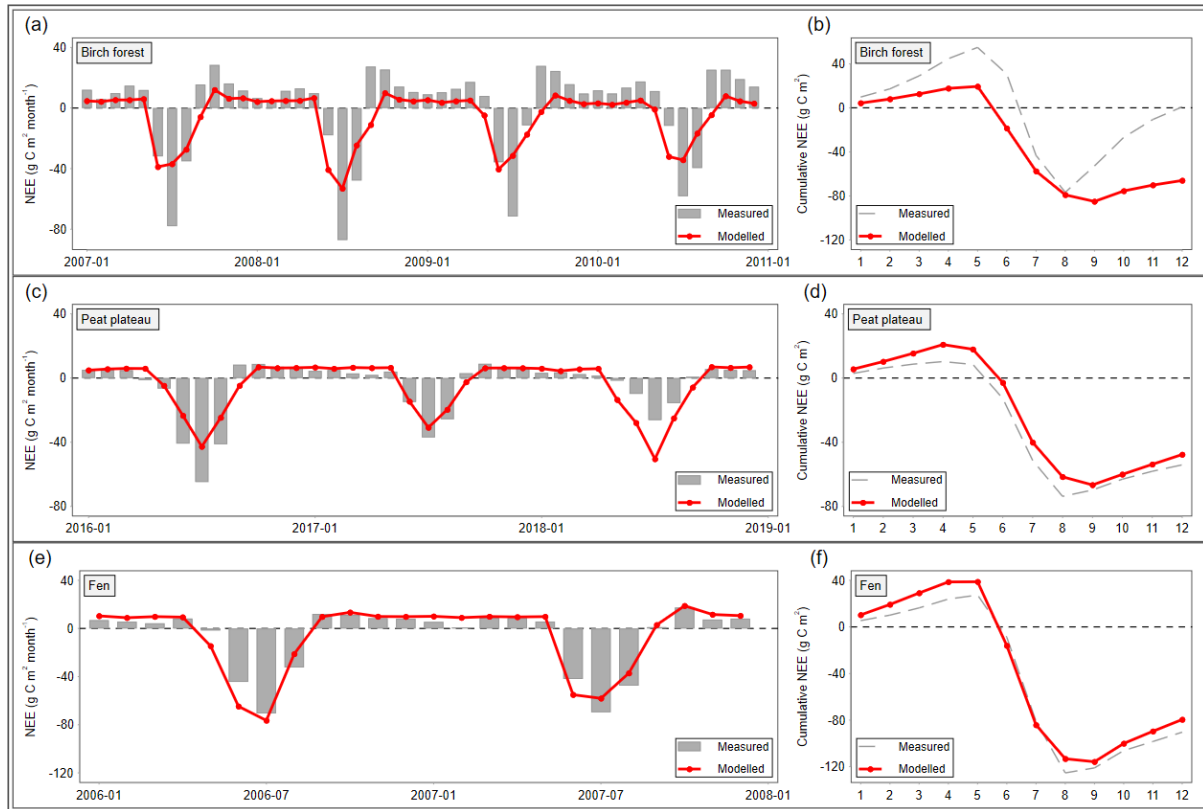 (a)
Birch forest
40
0
-40
-80
NEE (g C m² month⁻¹)
Measured
Modelled
2007-01 2008-01 2009-01 2010-01 2011-01
(b)
Birch forest
40
0
-40
-80
-120
Cumulative NEE (g C m²)
Measured
Modelled
1 2 3 4 5 6 7 8 9 10 11 12
(c)
Peat plateau
40
0
-40
-80
NEE (g C m² month⁻¹)
Measured
Modelled
2016-01 2017-01 2018-01 2019-01
(d)
Peat plateau
40
0
-40
-80
Cumulative NEE (g C m²)
Measured
Modelled
1 2 3 4 5 6 7 8 9 10 11 12
(e)
Fen
40
0
-40
-80
-120
NEE (g C m² month⁻¹)
Measured
Modelled
2006-01 2006-07 2007-01 2007-07 2008-01
(f)
Fen
40
0
-40
-80
-120
Cumulative NEE (g C m²)
Measured
Modelled
1 2 3 4 5 6 7 8 9 10 11 12